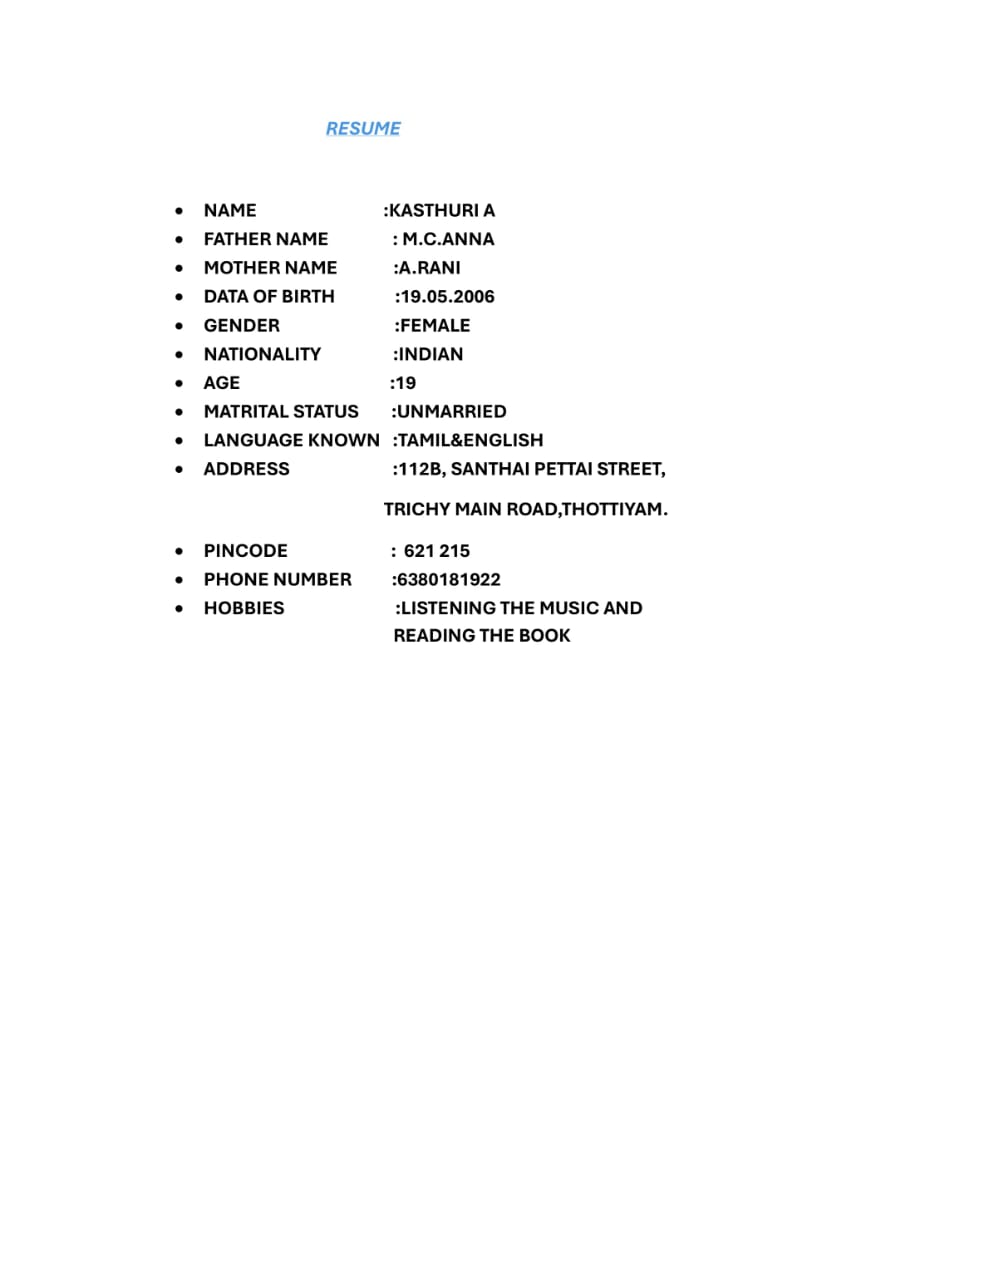 RESUME
• NAME :KASTHURI A
• FATHER NAME : M.C.ANNA
• MOTHER NAME :A.RANI
• DATA OF BIRTH :19.05.2006
• GENDER :FEMALE
• NATIONALITY :INDIAN
• AGE :19
• MATRITAL STATUS :UNMARRIED
• LANGUAGE KNOWN :TAMIL&ENGLISH
• ADDRESS :112B, SANTHAI PETTAI STREET,
TRICHY MAIN ROAD,THOTTIYAM.
• PINCODE : 621 215
• PHONE NUMBER :6380181922
• HOBBIES :LISTENING THE MUSIC AND
READING THE BOOK